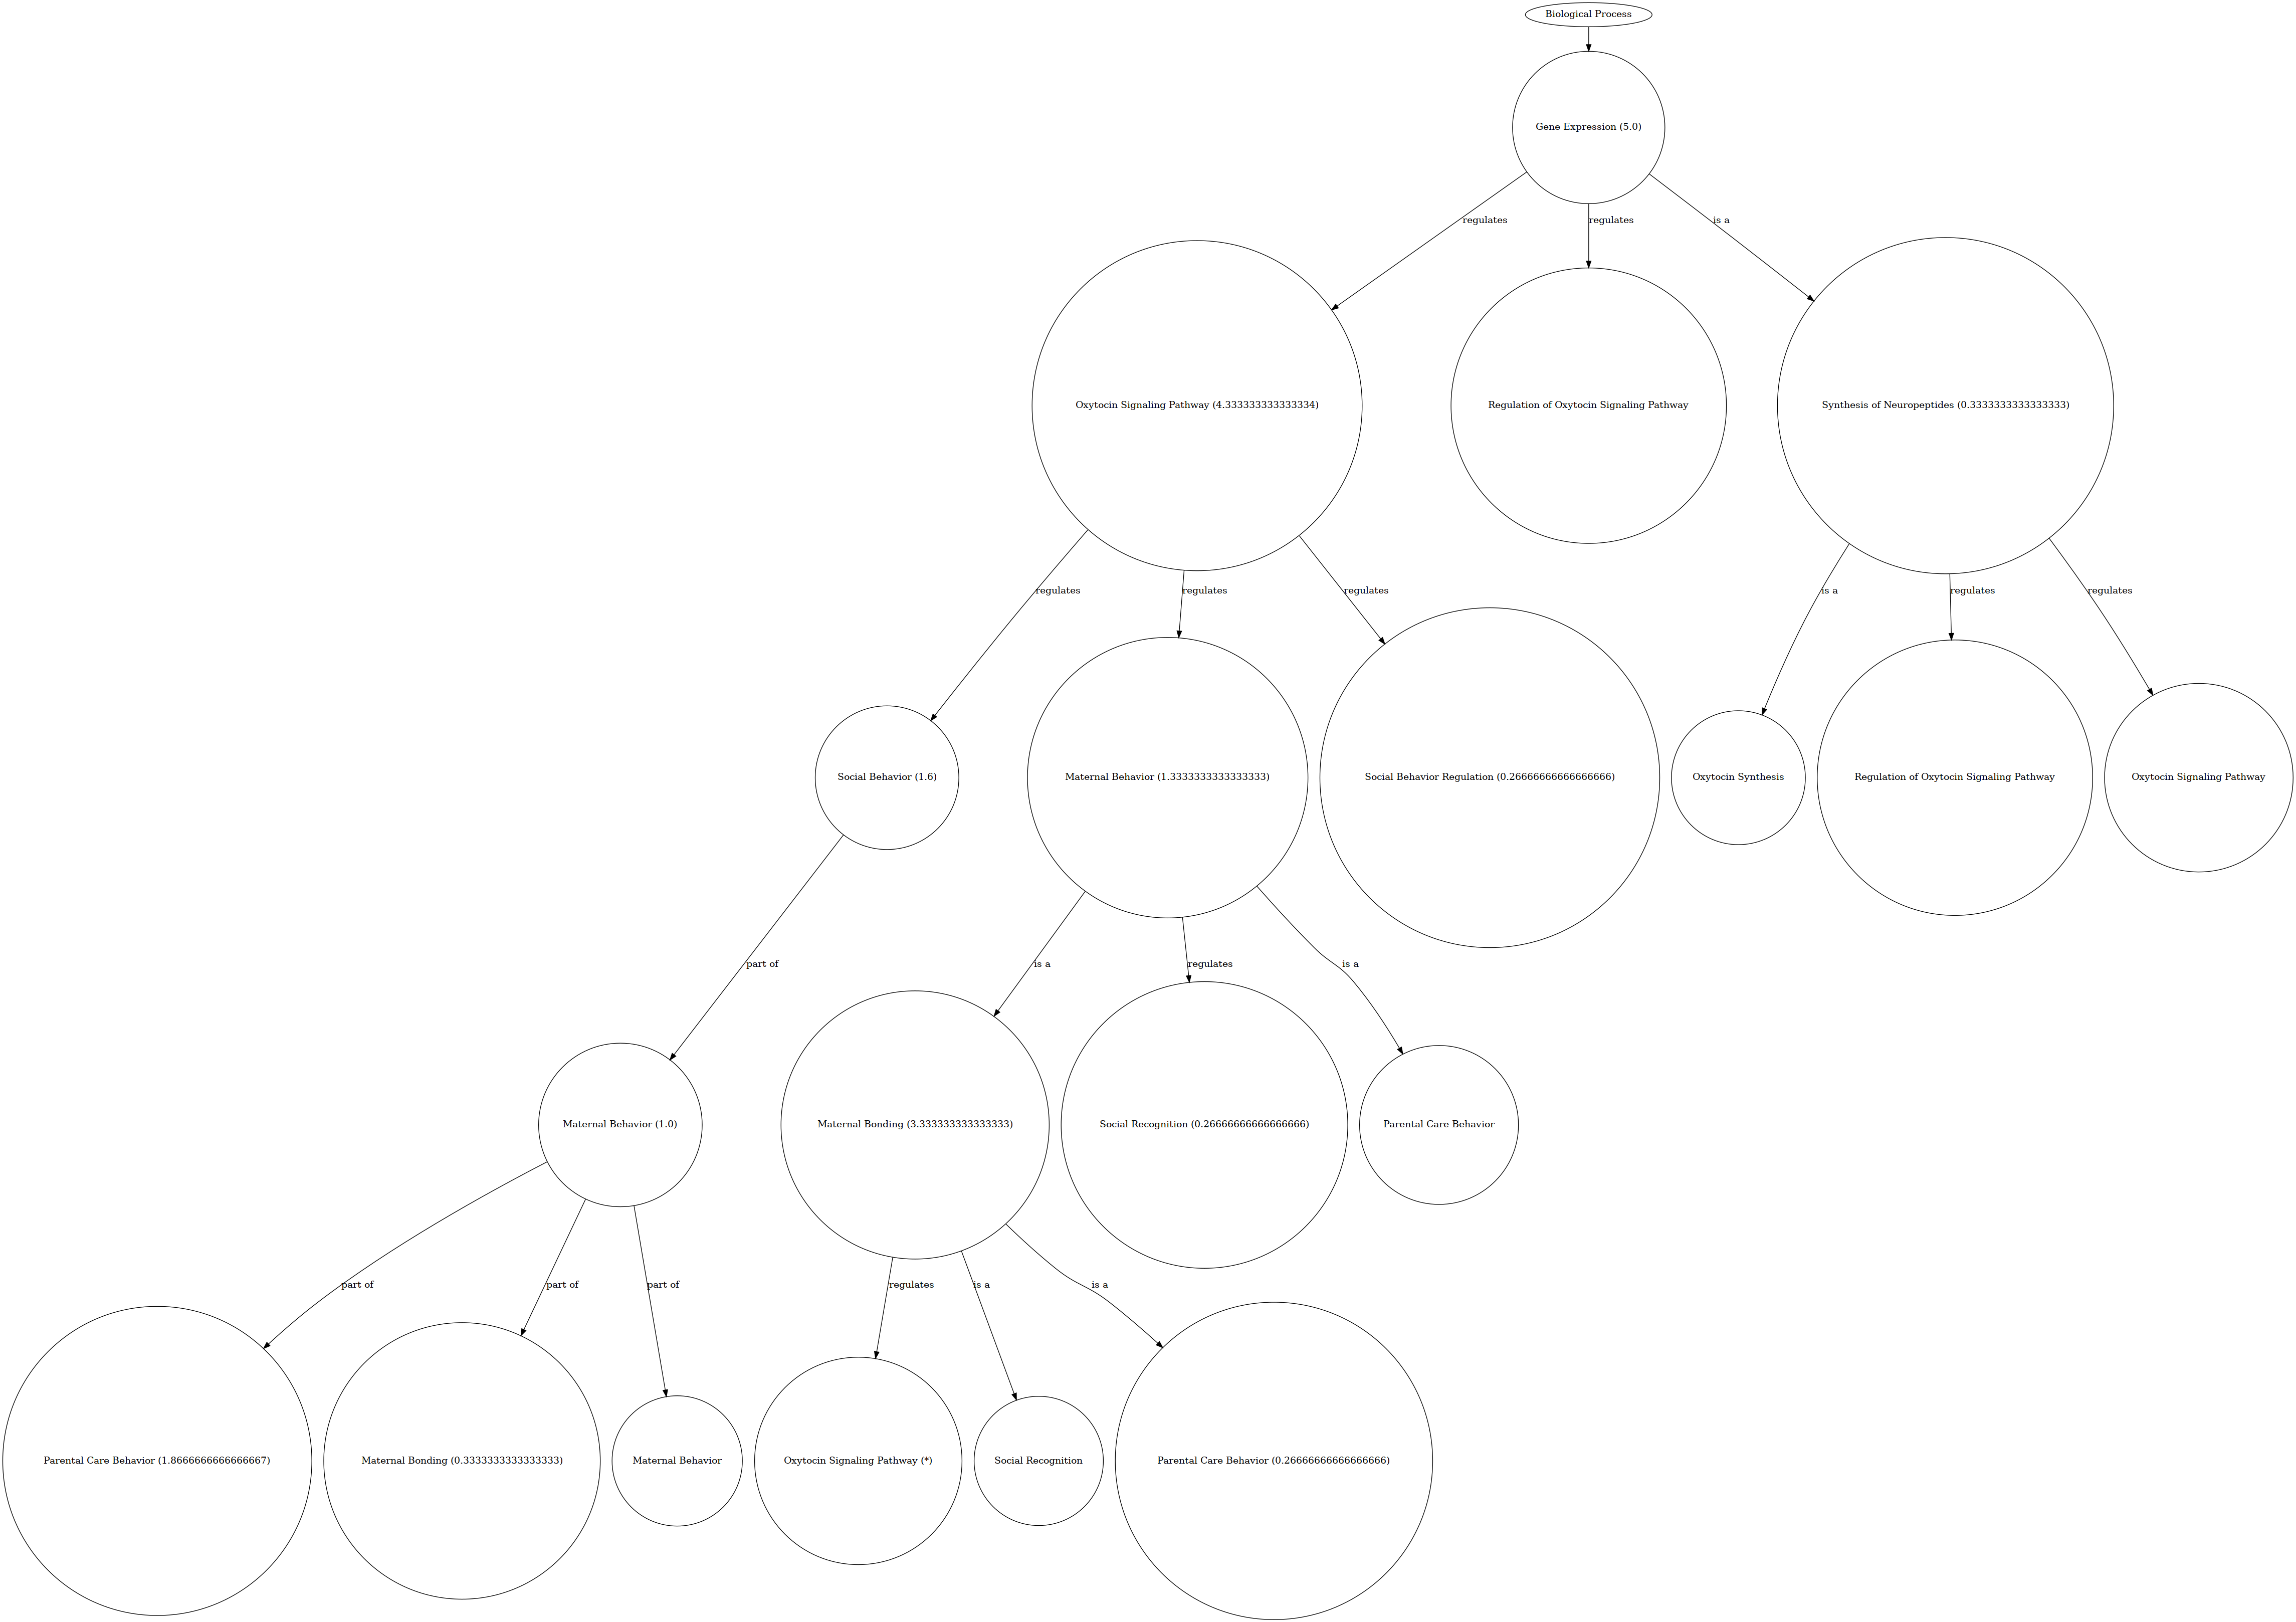 Biological Process
Gene Expression (5.0)
regulates
regulates
is a
Oxytocin Signaling Pathway (4.333333333333334)
Regulation of Oxytocin Signaling Pathway
Synthesis of Neuropeptides (0.3333333333333333)
regulates
regulates
regulates
is a
regulates
regulates
Social Behavior (1.6)
Maternal Behavior (1.3333333333333333)
Social Behavior Regulation (0.26666666666666666)
Oxytocin Synthesis
Regulation of Oxytocin Signaling Pathway
Oxytocin Signaling Pathway
part of
is a
regulates
is a
Maternal Behavior (1.0)
Maternal Bonding (3.333333333333333)
Social Recognition (0.26666666666666666)
Parental Care Behavior
part of
part of
part of
regulates
is a
is a
Parental Care Behavior (1.8666666666666667)
Maternal Bonding (0.3333333333333333)
Maternal Behavior
Oxytocin Signaling Pathway (*)
Social Recognition
Parental Care Behavior (0.26666666666666666)